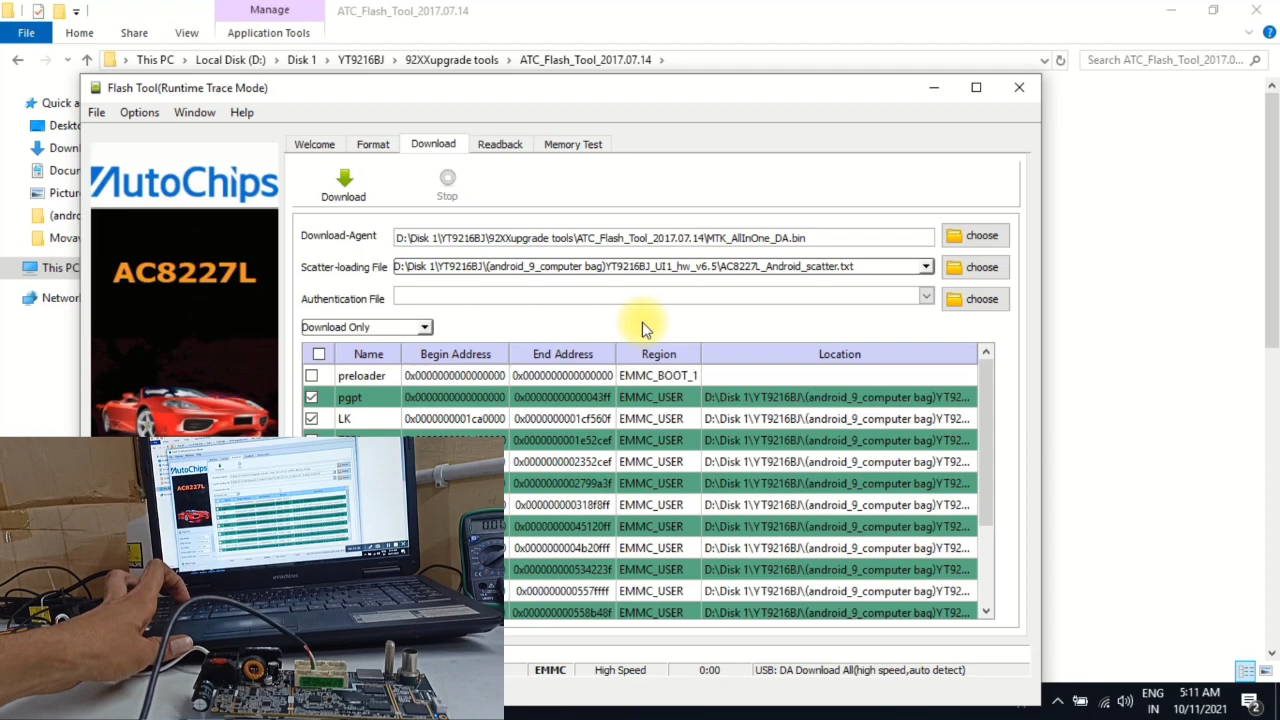 Manage
ATC_Flash_Tool_2017.07.14
File Home Share View Application Tools
This PC > Local Disk (D:) > Disk 1 > YT9216BJ > 92XXupgrade tools > ATC_Flash_Tool_2017.07.14 >
Search ATC_Flash_Tool_2017.0...
Quick a
Deskto
Downl
Docu
Picture
(andro
Movav
This PC
Network
Flash Tool(Runtime Trace Mode)
File Options Window Help
AutoChips
AC8227L
Welcome Format Download Readback Memory Test
Download Stop
Download-Agent D:\Disk 1\YT9216BJ\92XXupgrade tools\ATC_Flash_Tool_2017.07.14\MTK_AllInOne_DA.bin choose
Scatter-loading File D:\Disk 1\YT9216BJ\(android_9_computer bag)YT9216BJ_UI1_hw_v6.5\AC8227L_Android_scatter.txt choose
Authentication File choose
Download Only
Name Begin Address End Address Region Location
preloader 0x0000000000000000 0x0000000000000000 EMMC_BOOT_1
pgpt 0x0000000000000000 0x00000000000043ff EMMC_USER D:\Disk 1\YT9216BJ\(android_9_computer bag)YT92...
LK 0x0000000001ca0000 0x0000000001cf560f EMMC_USER D:\Disk 1\YT9216BJ\(android_9_computer bag)YT92...
0x0000000001e52cef EMMC_USER D:\Disk 1\YT9216BJ\(android_9_computer bag)YT92...
0x0000000002352cef EMMC_USER D:\Disk 1\YT9216BJ\(android_9_computer bag)YT92...
0x0000000002799a3f EMMC_USER D:\Disk 1\YT9216BJ\(android_9_computer bag)YT92...
0x000000000318f8ff EMMC_USER D:\Disk 1\YT9216BJ\(android_9_computer bag)YT92...
0x00000000045120ff EMMC_USER D:\Disk 1\YT9216BJ\(android_9_computer bag)YT92...
0x0000000004b20fff EMMC_USER D:\Disk 1\YT9216BJ\(android_9_computer bag)YT92...
0x000000000534223f EMMC_USER D:\Disk 1\YT9216BJ\(android_9_computer bag)YT92...
0x000000000557ffff EMMC_USER D:\Disk 1\YT9216BJ\(android_9_computer bag)YT92...
0x000000000558b48f EMMC_USER D:\Disk 1\YT9216BJ\(android_9_computer bag)YT92...
EMMC High Speed 0:00 USB: DA Download All(high speed,auto detect)
AutoChips
AC8227L
emachines
ENG
IN
5:11 AM
10/11/2021
2